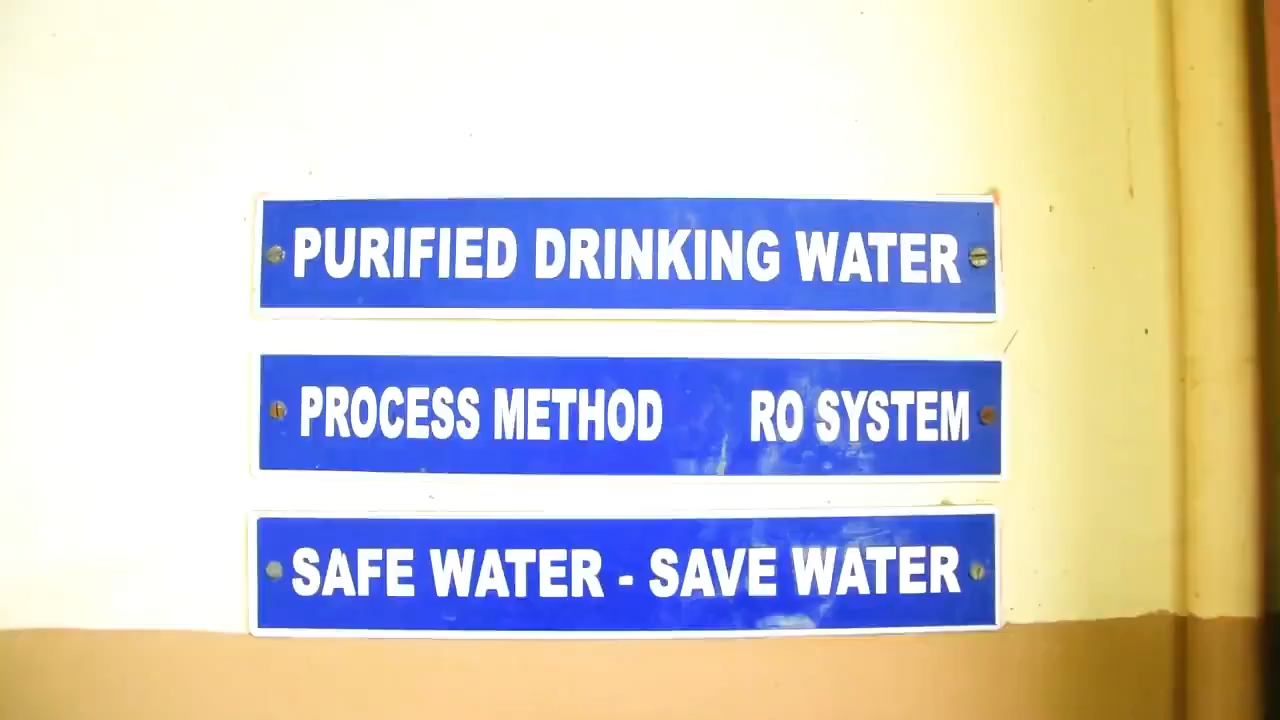 PURIFIED DRINKING WATER
PROCESS METHOD RO SYSTEM
SAFE WATER - SAVE WATER